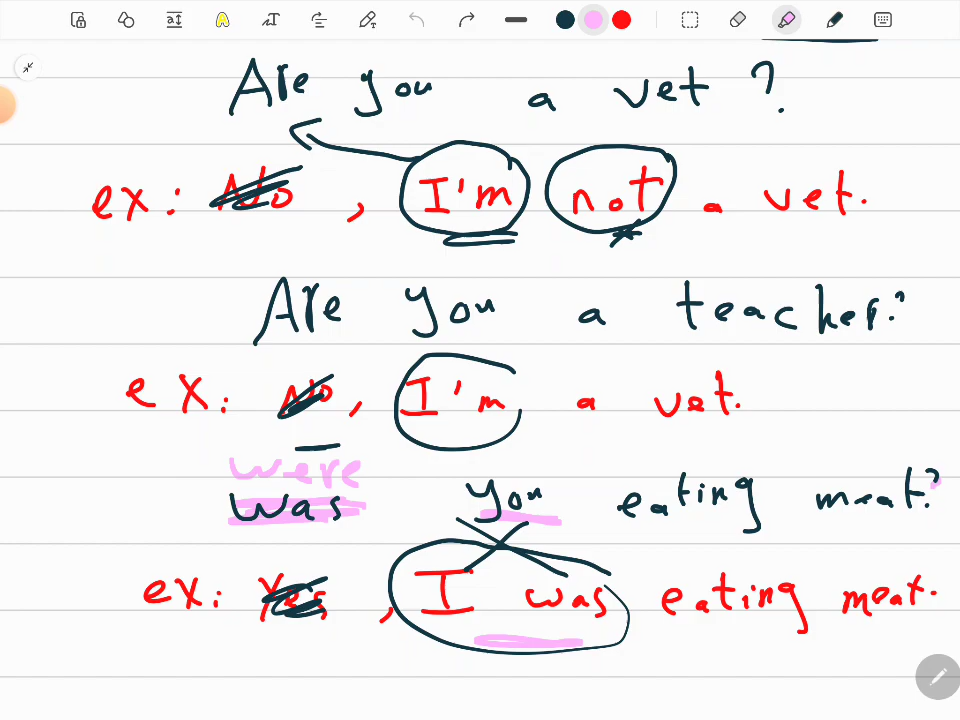 Are you a vet?
ex: No, I'm not a vet.
Are you a teacher?
ex: No, I'm a vet.
were
was you eating meat?
ex: Yes, I was eating meat.